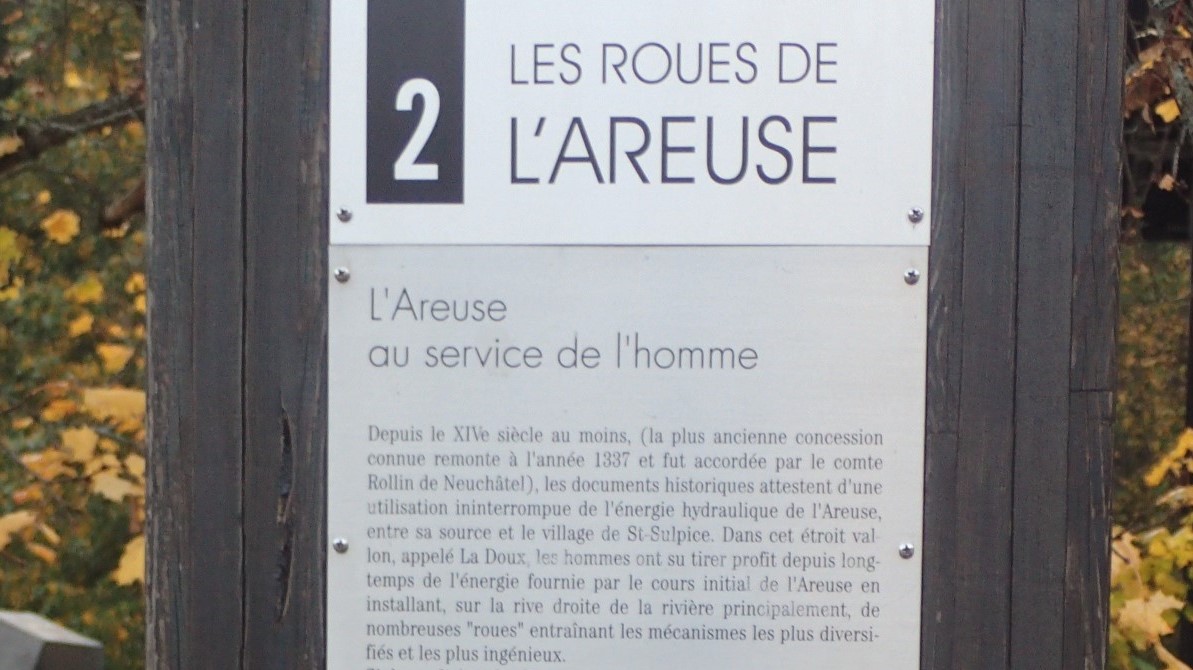 2
LES ROUES DE
L'AREUSE
L'Areuse
au service de l'homme
Depuis le XIVe siècle au moins, (la plus ancienne concession
connue remonte à l'année 1337 et fut accordée par le comte
Rollin de Neuchâtel), les documents historiques attestent d'une
utilisation ininterrompue de l'énergie hydraulique de l'Areuse,
entre sa source et le village de St-Sulpice. Dans cet étroit val-
lon, appelé La Doux, les hommes ont su tirer profit depuis long-
temps de l'énergie fournie par le cours initial de l'Areuse en
installant, sur la rive droite de la rivière principalement, de
nombreuses "roues" entraînant les mécanismes les plus diversi-
fiés et les plus ingénieux.